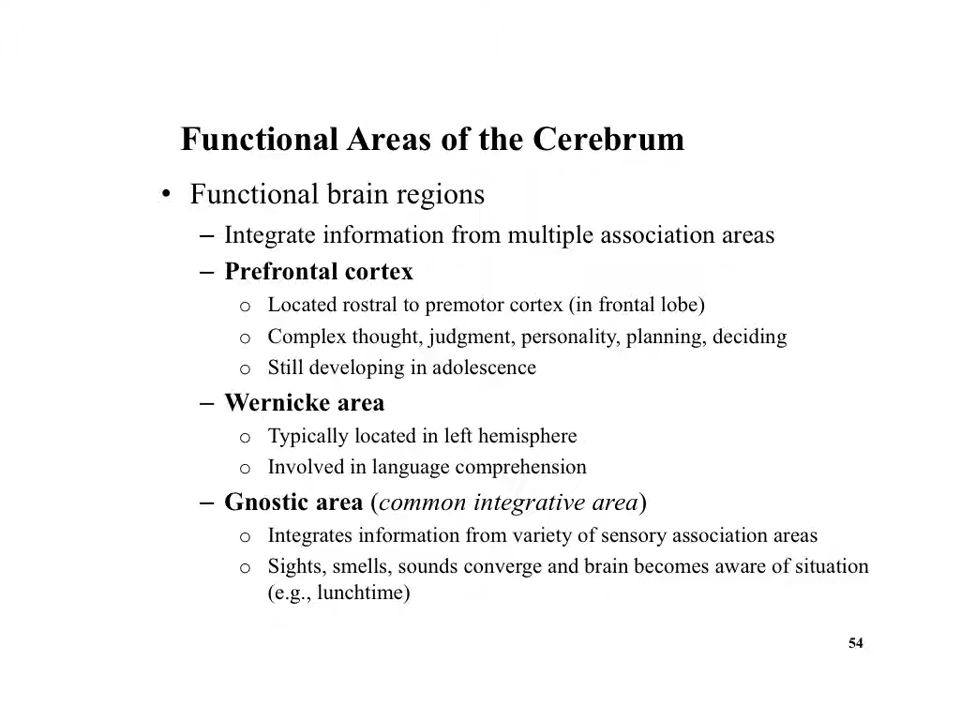 Functional Areas of the Cerebrum
• Functional brain regions
– Integrate information from multiple association areas
– Prefrontal cortex
o Located rostral to premotor cortex (in frontal lobe)
o Complex thought, judgment, personality, planning, deciding
o Still developing in adolescence
– Wernicke area
o Typically located in left hemisphere
o Involved in language comprehension
– Gnostic area (common integrative area)
o Integrates information from variety of sensory association areas
o Sights, smells, sounds converge and brain becomes aware of situation
(e.g., lunchtime)
54